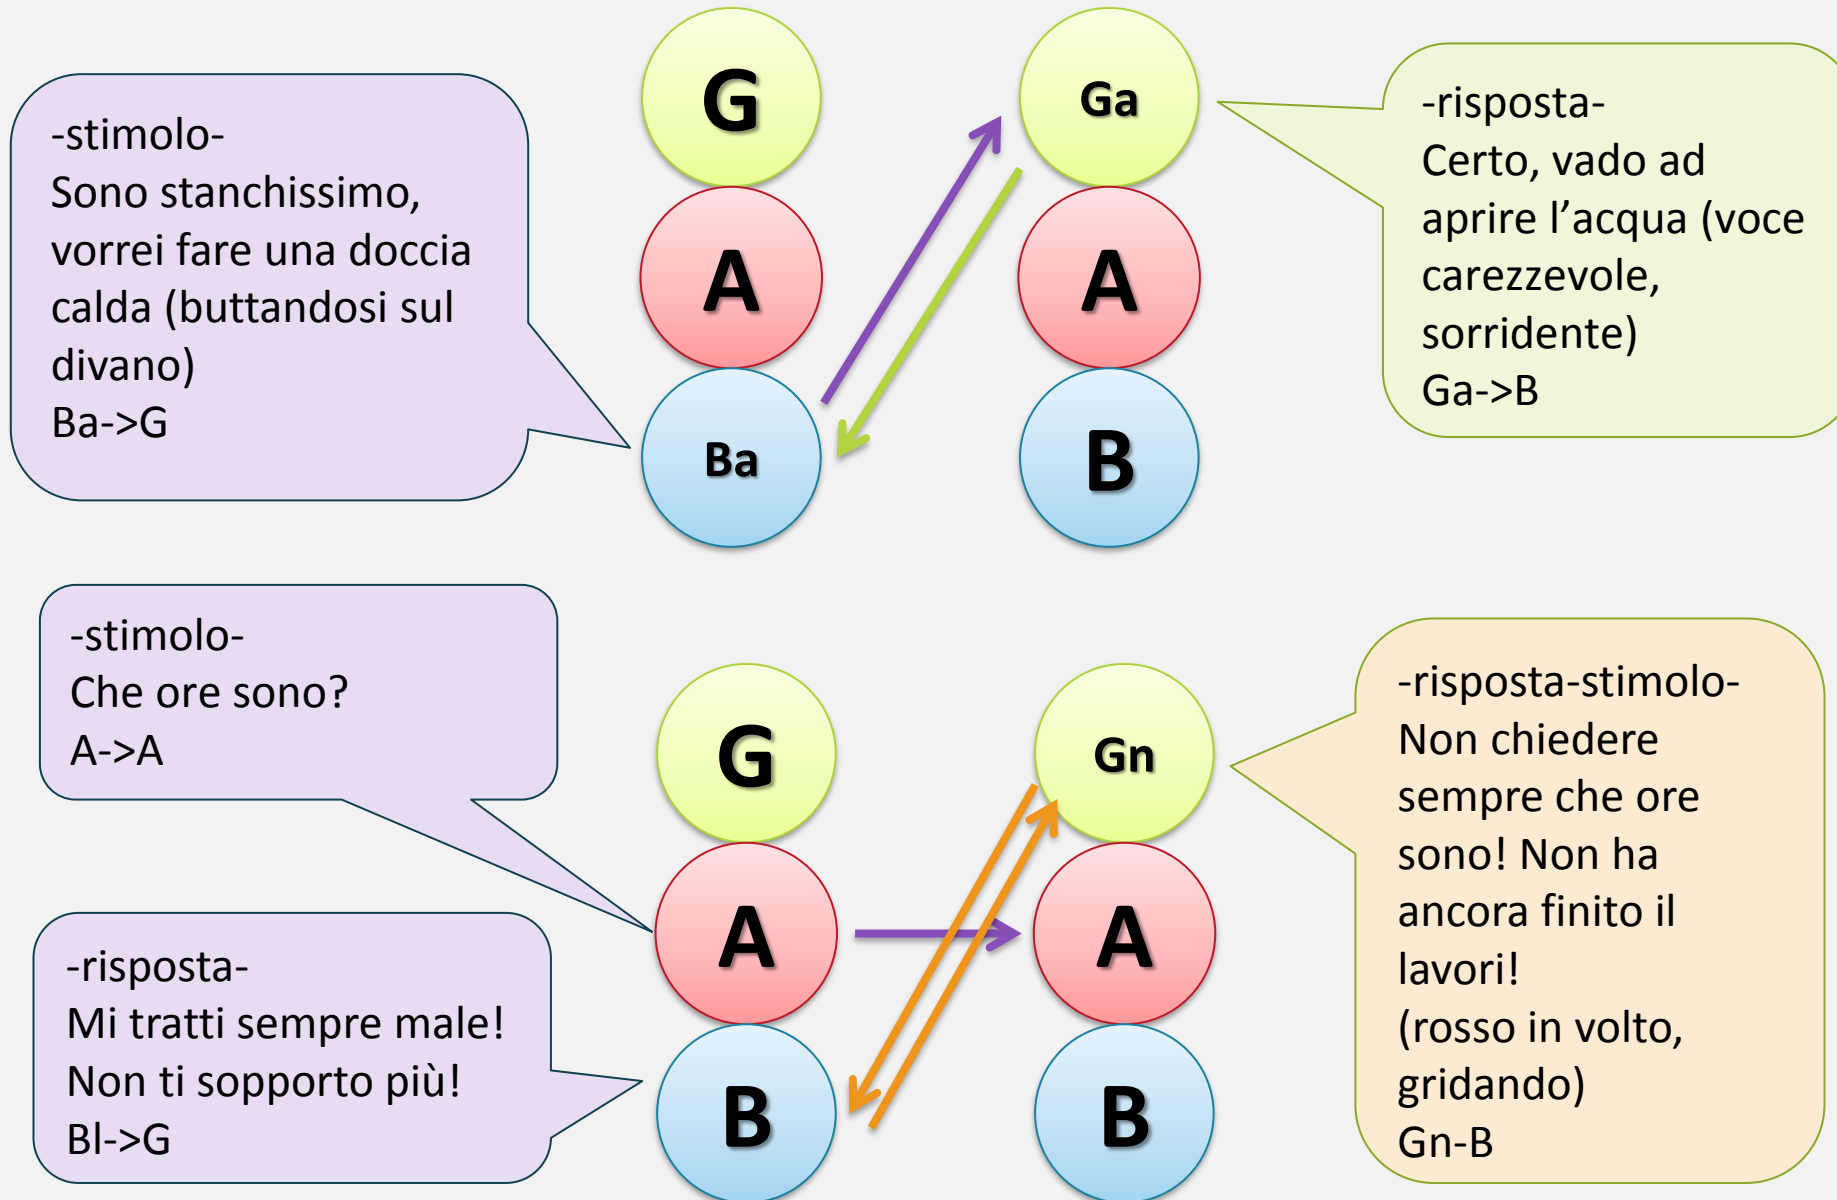 -stimolo-
Sono stanchissimo,
vorrei fare una doccia
calda (buttandosi sul
divano)
Ba->G
G
A
Ba
Ga
A
B
-risposta-
Certo, vado ad
aprire l’acqua (voce
carezzevole,
sorridente)
Ga->B
-stimolo-
Che ore sono?
A->A
-risposta-
Mi tratti sempre male!
Non ti sopporto più!
Bl->G
G
A
B
Gn
A
B
-risposta-stimolo-
Non chiedere
sempre che ore
sono! Non ha
ancora finito il
lavori!
(rosso in volto,
gridando)
Gn-B